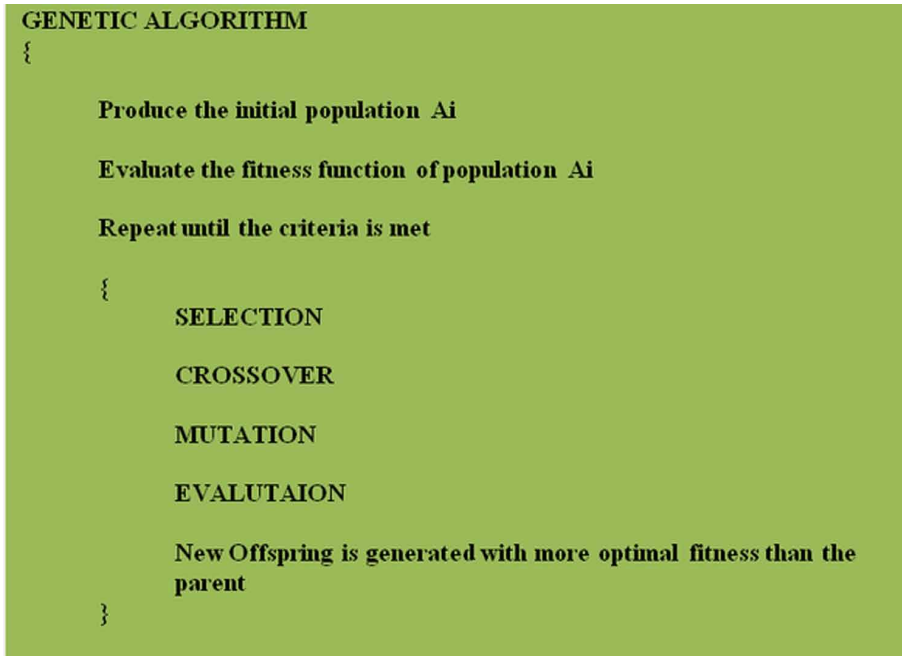 GENETIC ALGORITHM
{
Produce the initial population Ai
Evaluate the fitness function of population Ai
Repeat until the criteria is met
{
SELECTION
CROSSOVER
MUTATION
EVALUTAION
New Offspring is generated with more optimal fitness than the
parent
}